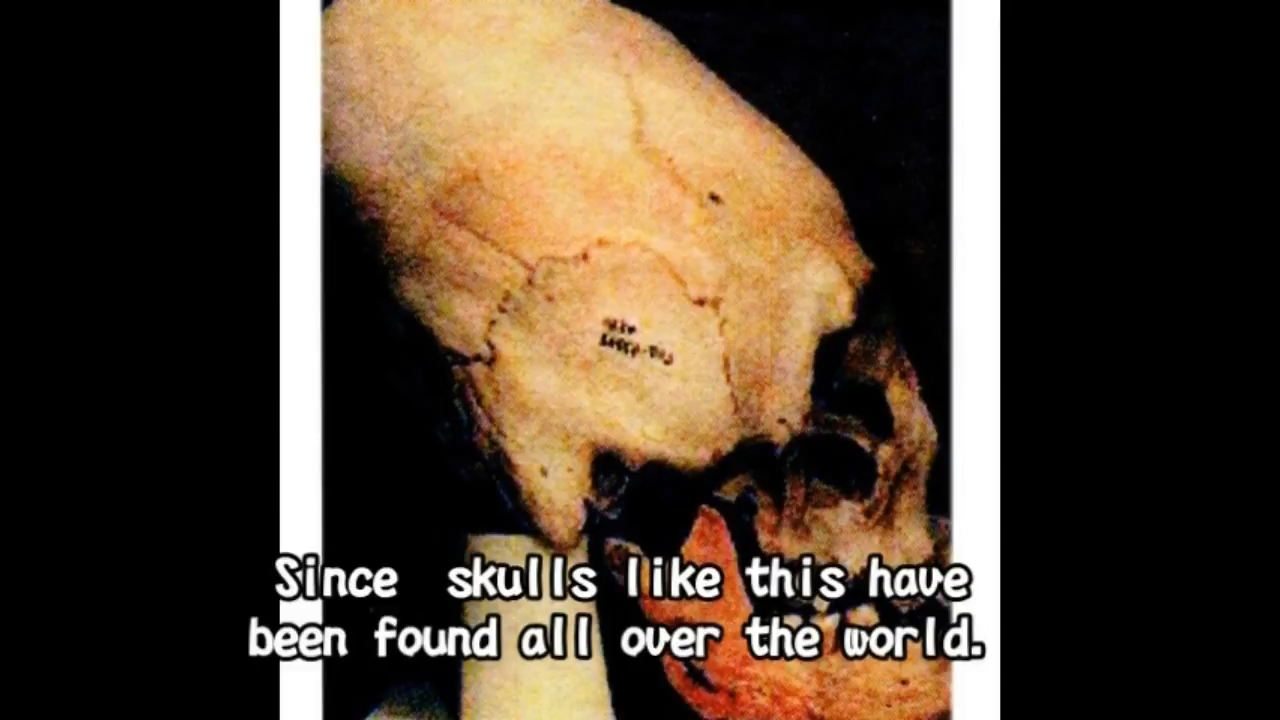 Since skulls like this have
been found all over the world.